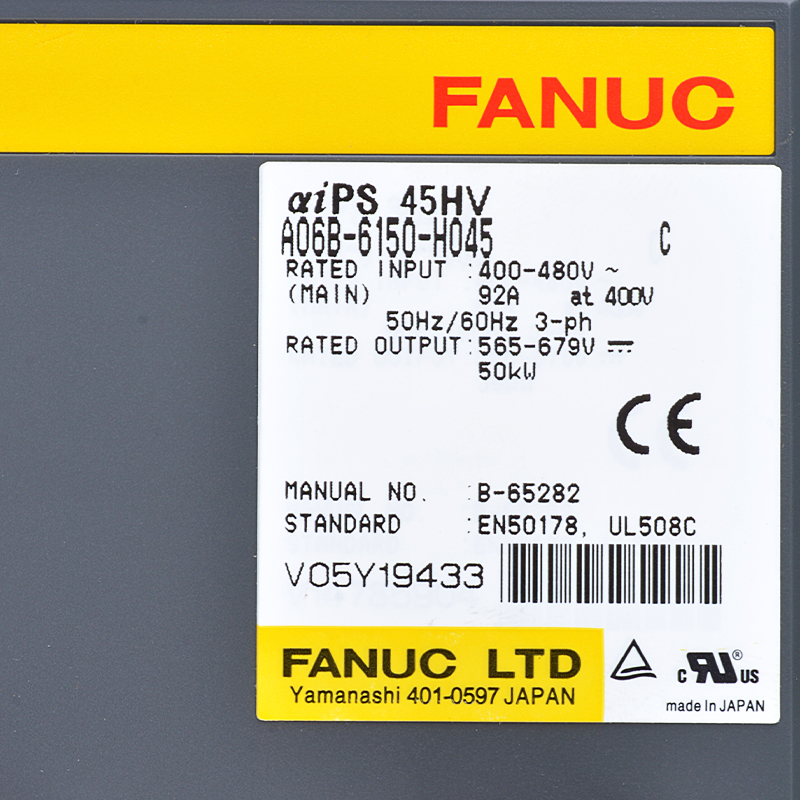 FANUC
αiPS 45HV
A06B-6150-H045 C
RATED INPUT :400-480V ~
(MAIN) 92A at 400V
50Hz/60Hz 3-ph
RATED OUTPUT:565-679V ⎓
50kW
CE
MANUAL NO. :B-65282
STANDARD :EN50178, UL508C
V05Y19433
FANUC LTD
Yamanashi 401-0597 JAPAN
c RU ® US
made In JAPAN